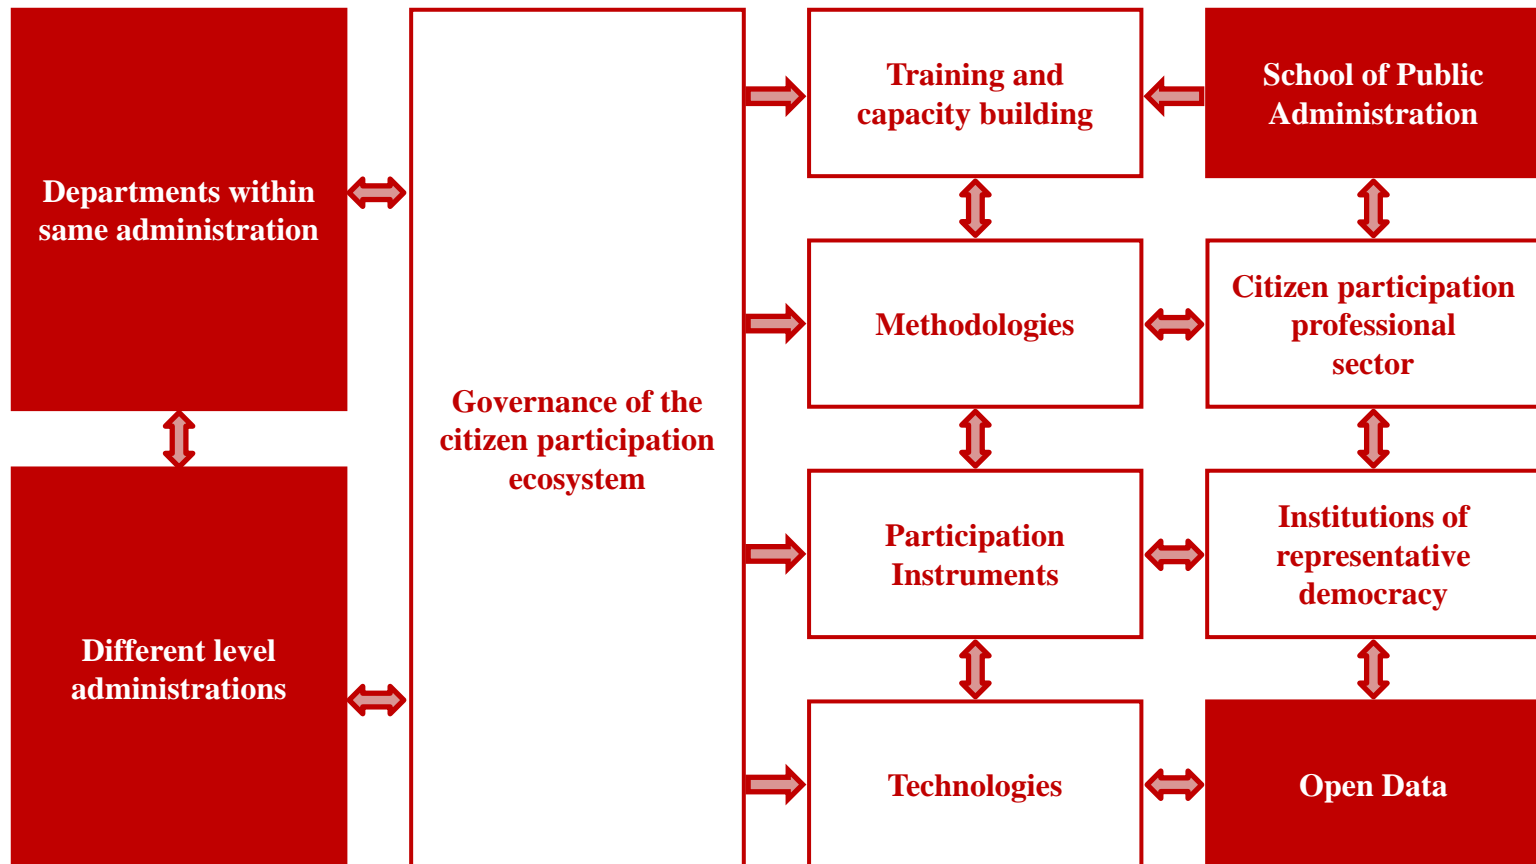 Departments within
same administration
Different level
administrations
Governance of the
citizen participation
ecosystem
Training and
capacity building
School of Public
Administration
Methodologies
Citizen participation
professional
sector
Participation
Instruments
Institutions of
representative
democracy
Technologies
Open Data